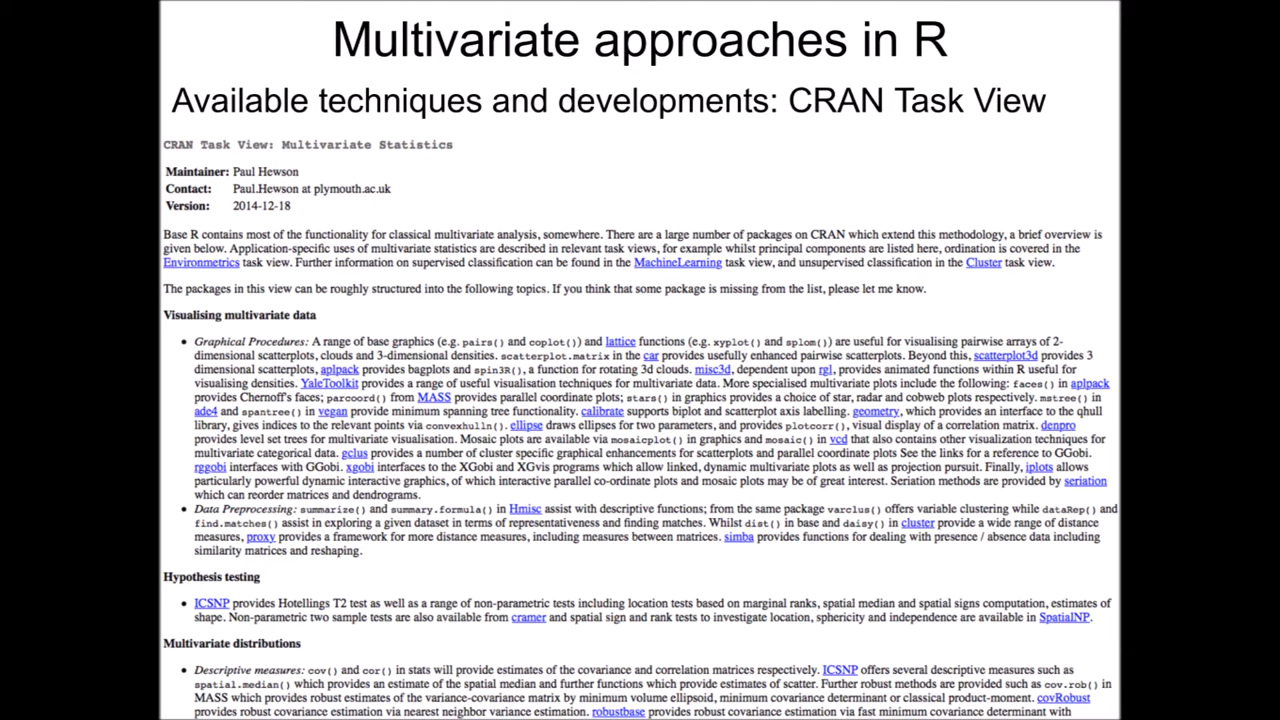 Multivariate approaches in R
Available techniques and developments: CRAN Task View
CRAN Task View: Multivariate Statistics
Maintainer: Paul Hewson
Contact: Paul.Hewson at plymouth.ac.uk
Version: 2014-12-18
Base R contains most of the functionality for classical multivariate analysis, somewhere. There are a large number of packages on CRAN which extend this methodology, a brief overview is
given below. Application-specific uses of multivariate statistics are described in relevant task views, for example whilst principal components are listed here, ordination is covered in the
Environmetrics task view. Further information on supervised classification can be found in the MachineLearning task view, and unsupervised classification in the Cluster task view.
The packages in this view can be roughly structured into the following topics. If you think that some package is missing from the list, please let me know.
Visualising multivariate data
• Graphical Procedures: A range of base graphics (e.g. pairs() and coplot()) and lattice functions (e.g. xyplot() and splom()) are useful for visualising pairwise arrays of 2-
dimensional scatterplots, clouds and 3-dimensional densities. scatterplot.matrix in the car provides usefully enhanced pairwise scatterplots. Beyond this, scatterplot3d provides 3
dimensional scatterplots, aplpack provides bagplots and spin3R(), a function for rotating 3d clouds. misc3d, dependent upon rgl, provides animated functions within R useful for
visualising densities. YaleToolkit provides a range of useful visualisation techniques for multivariate data. More specialised multivariate plots include the following: faces() in aplpack
provides Chernoff's faces; parcoord() from MASS provides parallel coordinate plots; stars() in graphics provides a choice of star, radar and cobweb plots respectively. mstree() in
ade4 and spantree() in vegan provide minimum spanning tree functionality. calibrate supports biplot and scatterplot axis labelling. geometry, which provides an interface to the qhull
library, gives indices to the relevant points via convexhulln(). ellipse draws ellipses for two parameters, and provides plotcorr(), visual display of a correlation matrix. denpro
provides level set trees for multivariate visualisation. Mosaic plots are available via mosaicplot() in graphics and mosaic() in vcd that also contains other visualization techniques for
multivariate categorical data. gclus provides a number of cluster specific graphical enhancements for scatterplots and parallel coordinate plots See the links for a reference to GGobi.
rggobi interfaces with GGobi. xgobi interfaces to the XGobi and XGvis programs which allow linked, dynamic multivariate plots as well as projection pursuit. Finally, iplots allows
particularly powerful dynamic interactive graphics, of which interactive parallel co-ordinate plots and mosaic plots may be of great interest. Seriation methods are provided by seriation
which can reorder matrices and dendrograms.
• Data Preprocessing: summarize() and summary.formula() in Hmisc assist with descriptive functions; from the same package varclus() offers variable clustering while dataRep() and
find.matches() assist in exploring a given dataset in terms of representativeness and finding matches. Whilst dist() in base and daisy() in cluster provide a wide range of distance
measures, proxy provides a framework for more distance measures, including measures between matrices. simba provides functions for dealing with presence / absence data including
similarity matrices and reshaping.
Hypothesis testing
• ICSNP provides Hotellings T2 test as well as a range of non-parametric tests including location tests based on marginal ranks, spatial median and spatial signs computation, estimates of
shape. Non-parametric two sample tests are also available from cramer and spatial sign and rank tests to investigate location, sphericity and independence are available in SpatialNP.
Multivariate distributions
• Descriptive measures: cov() and cor() in stats will provide estimates of the covariance and correlation matrices respectively. ICSNP offers several descriptive measures such as
spatial.median() which provides an estimate of the spatial median and further functions which provide estimates of scatter. Further robust methods are provided such as cov.rob() in
MASS which provides robust estimates of the variance-covariance matrix by minimum volume ellipsoid, minimum covariance determinant or classical product-moment. covRobust
provides robust covariance estimation via nearest neighbor variance estimation. robustbase provides robust covariance estimation via fast minimum covariance determinant with